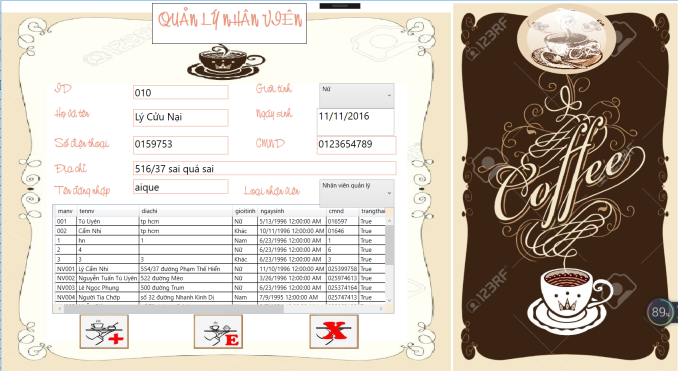 QUẢN LÝ NHÂN VIÊN
ID 010 Giới tính Nữ
Họ và tên Lý Cửu Nại Ngày sinh 11/11/2016
Số điện thoại 0159753 CMND 0123654789
Địa chỉ 516/37 sai quá sai
Tên đăng nhập aique Loại nhân viên Nhân viên quản lý
manv tennv diachi gioitinh ngaysinh cmnd trangthai
001 Tú Uyên tp hcm Nữ 5/13/1996 12:00:00 AM 016597 True
002 Cẩm Nhi tp hcm Khác 10/11/1996 12:00:00 AM 01646 True
1 hn 1 Nam 6/23/1996 12:00:00 AM 1 True
2 4 Nữ 6/23/1996 12:00:00 AM 6 True
3 3 3 Khác 6/23/1996 12:00:00 AM 3 True
NV001 Lý Cẩm Nhi 554/37 đường Phạm Thế Hiển Nữ 11/10/1996 12:00:00 AM 025399758 True
NV002 Nguyễn Tuấn Tú Uyên 522 đường Mèo Nữ 3/26/1996 12:00:00 AM 025974613 True
NV003 Lê Ngọc Phụng 500 đường Trum Nữ 6/23/1996 12:00:00 AM 025374164 True
NV004 Người Tia Chớp số 32 đường Nhanh Kinh Dị Nam 7/9/1995 12:00:00 AM 025747413 True
E
X
123RF
Coffee
123RF
89%